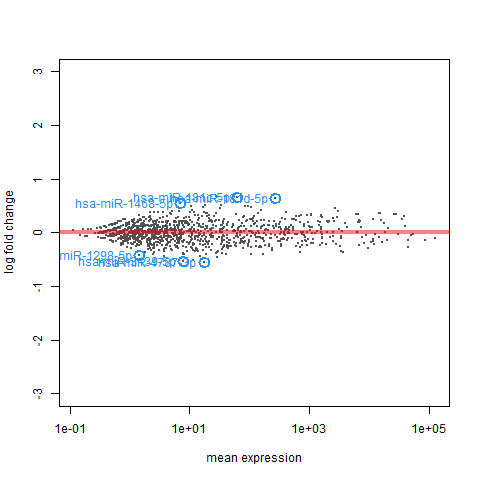 log fold change
3
2
1
0
-1
-2
-3
hsa-miR-1468-5p
miR-1298-5p
1e-01
1e+01
1e+03
1e+05
mean expression